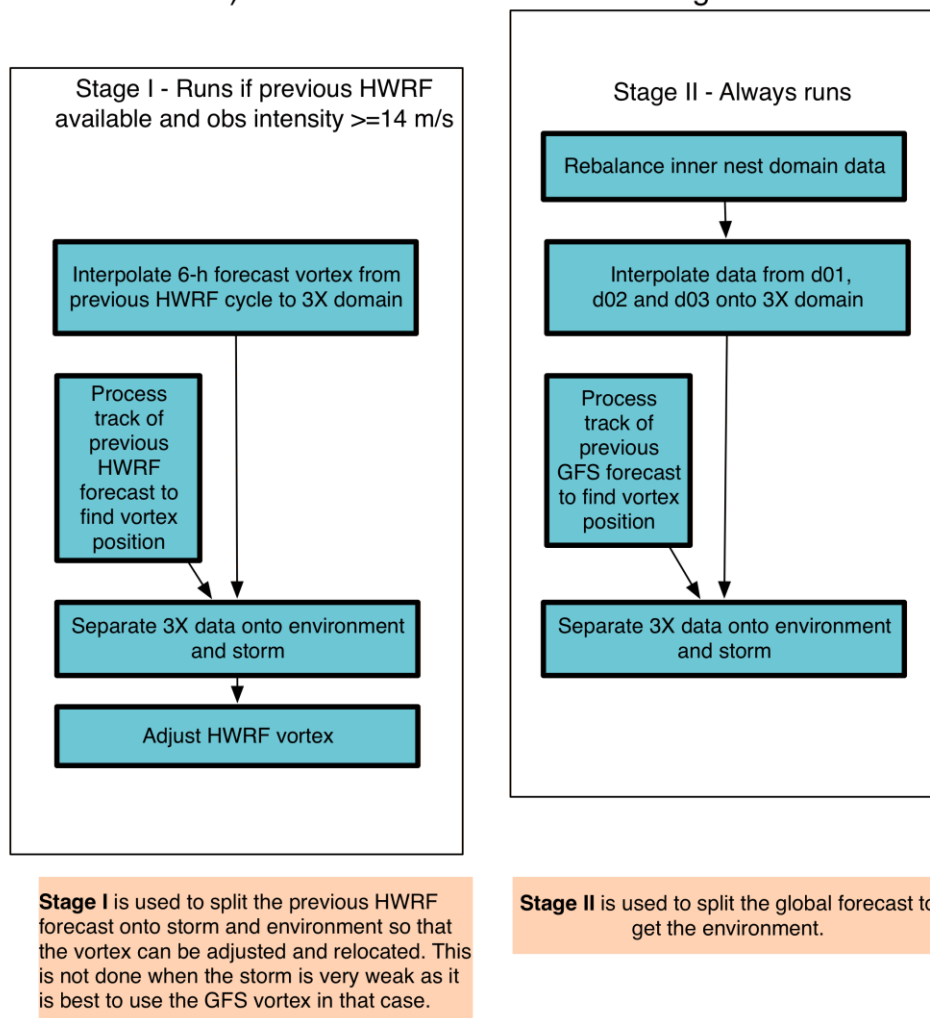 Stage I - Runs if previous HWRF
available and obs intensity >=14 m/s
Interpolate 6-h forecast vortex from
previous HWRF cycle to 3X domain
Process
track of
previous
HWRF
forecast to
find vortex
position
Separate 3X data onto environment
and storm
Adjust HWRF vortex
Stage I is used to split the previous HWRF
forecast onto storm and environment so that
the vortex can be adjusted and relocated. This
is not done when the storm is very weak as it
is best to use the GFS vortex in that case.
Stage II - Always runs
Rebalance inner nest domain data
Interpolate data from d01,
d02 and d03 onto 3X domain
Process
track of
previous
GFS forecast
to find vortex
position
Separate 3X data onto environment
and storm
Stage II is used to split the global forecast to
get the environment.